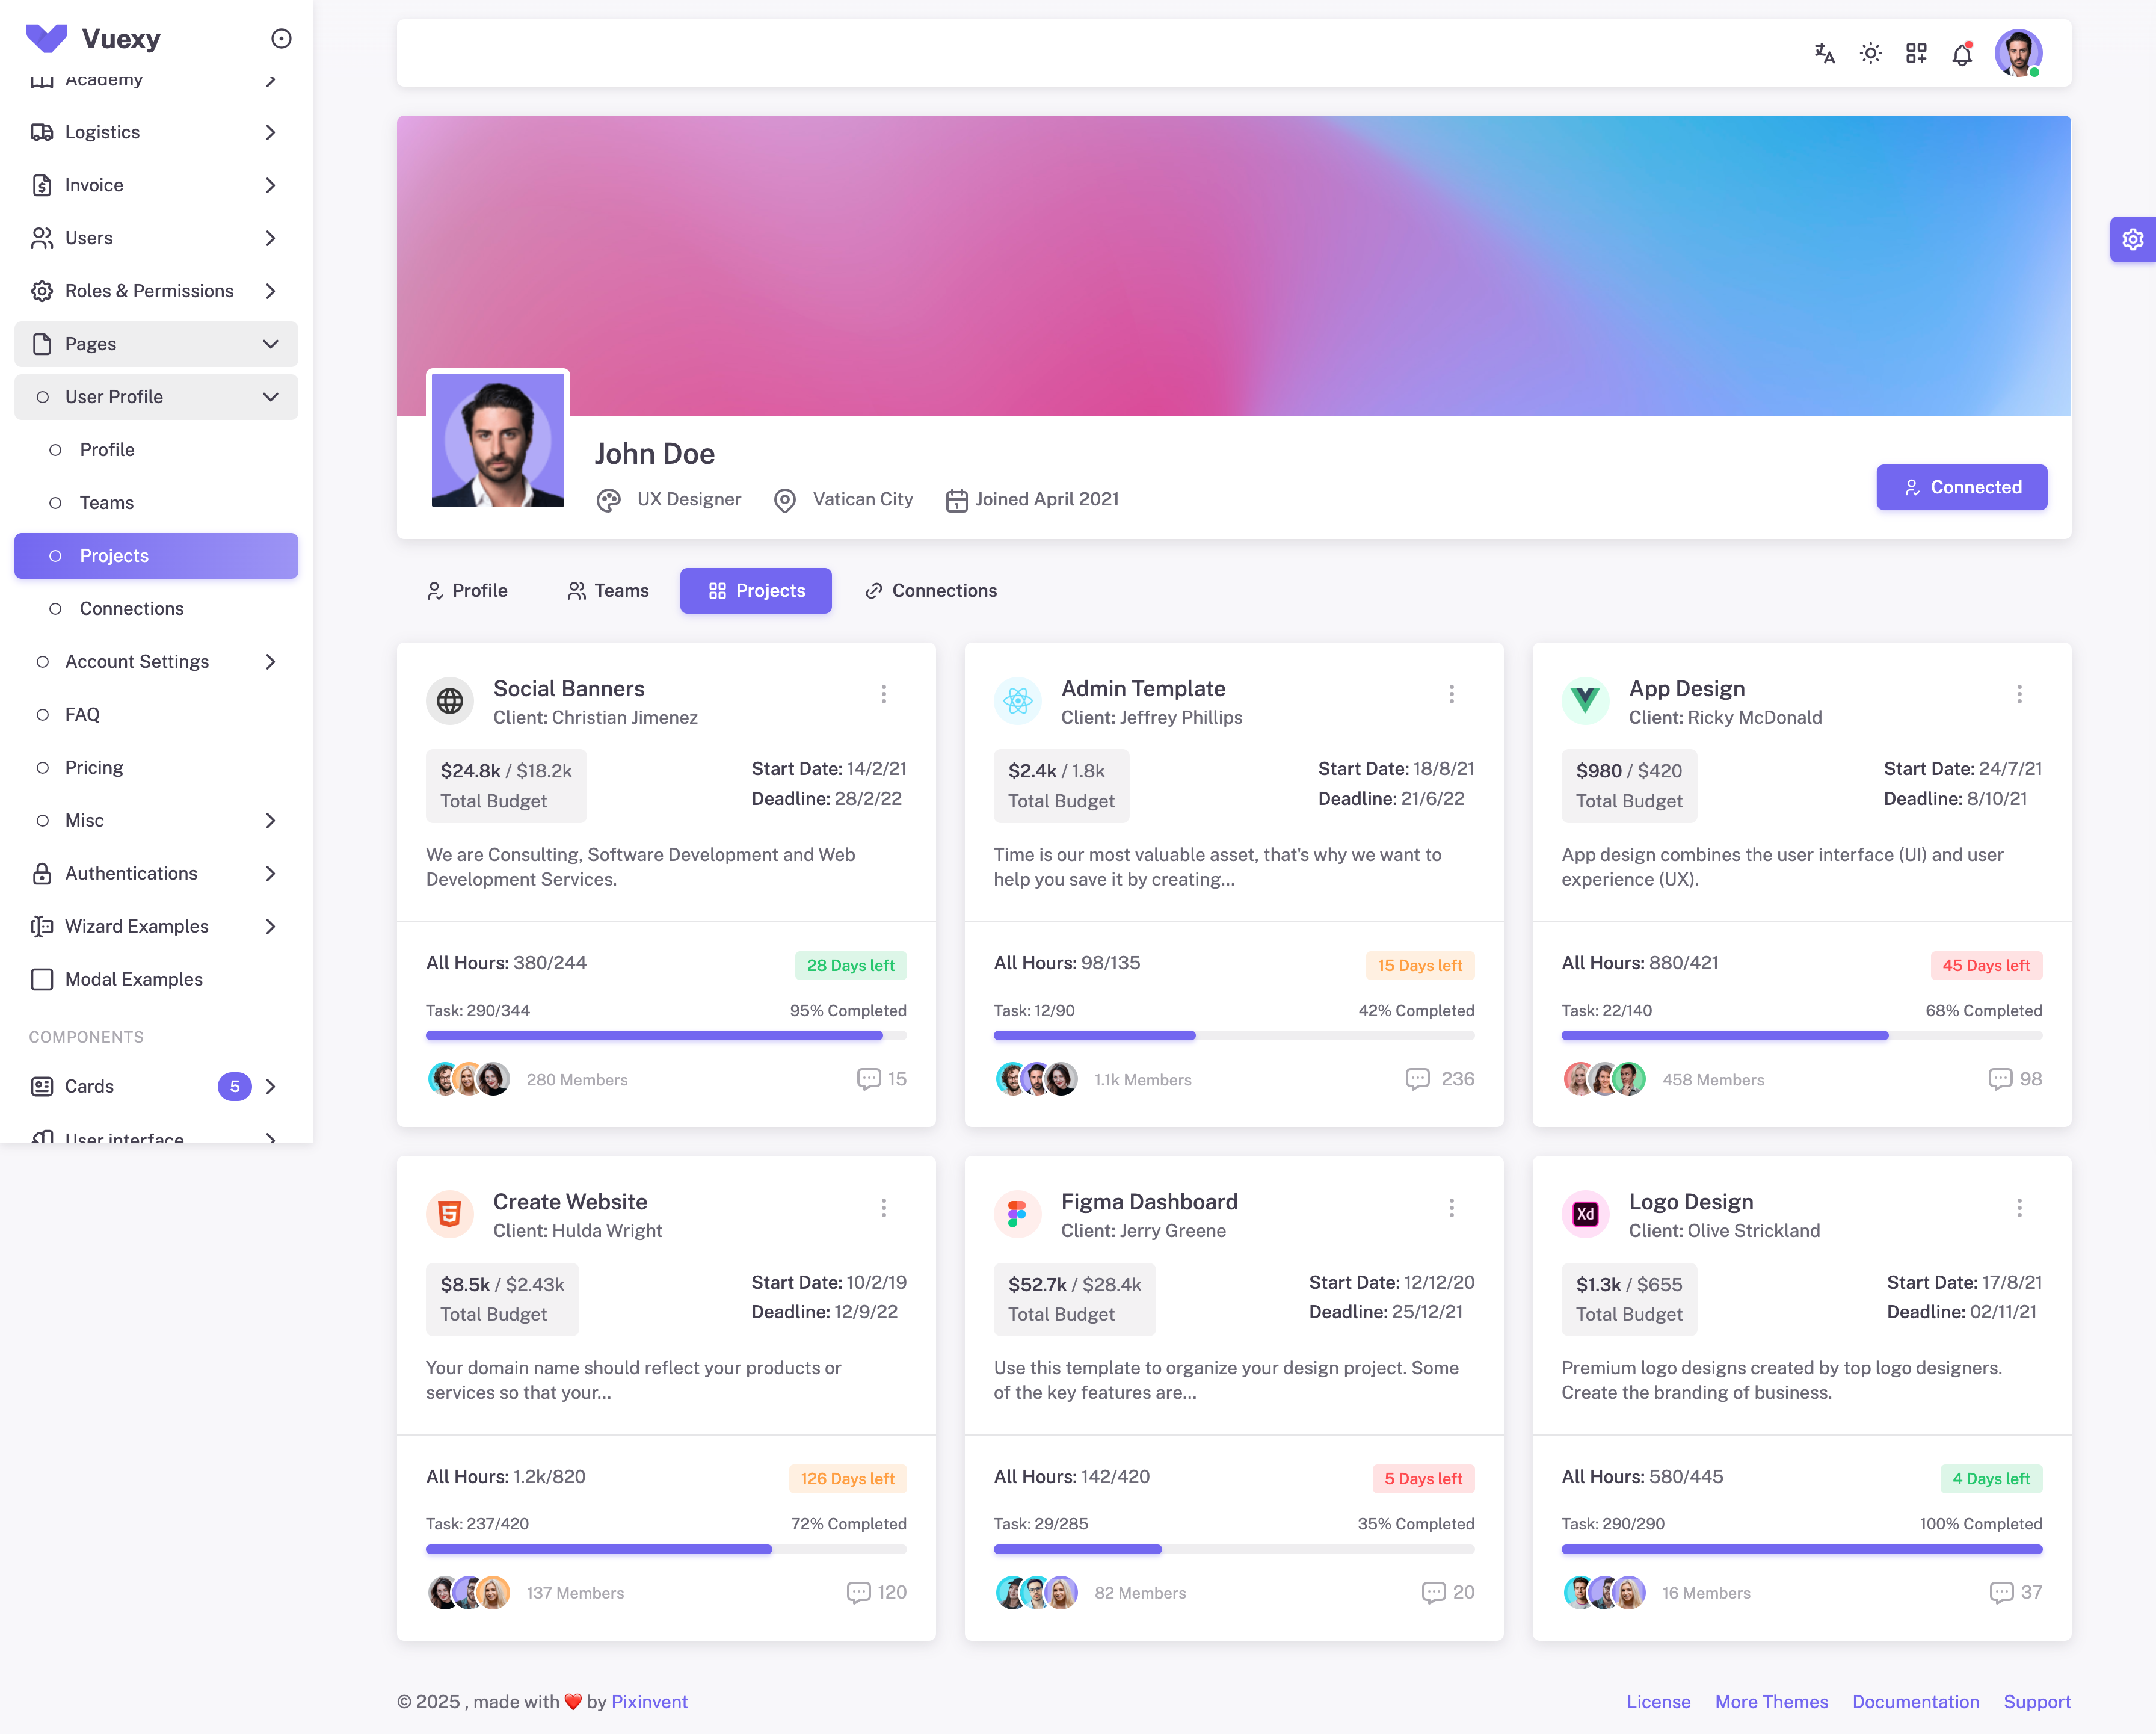 Vuexy
Academy
Logistics
Invoice
Users
Roles & Permissions
Pages
User Profile
Profile
Teams
Projects
Connections
Account Settings
FAQ
Pricing
Misc
Authentications
Wizard Examples
Modal Examples
COMPONENTS
Cards 5
User interface
John Doe
UX Designer Vatican City Joined April 2021
Connected
Profile Teams Projects Connections
Social Banners
Client: Christian Jimenez
$24.8k / $18.2k
Total Budget
Start Date: 14/2/21
Deadline: 28/2/22
We are Consulting, Software Development and Web
Development Services.
All Hours: 380/244
28 Days left
Task: 290/344
95% Completed
280 Members
15
Admin Template
Client: Jeffrey Phillips
$2.4k / 1.8k
Total Budget
Start Date: 18/8/21
Deadline: 21/6/22
Time is our most valuable asset, that's why we want to
help you save it by creating...
All Hours: 98/135
15 Days left
Task: 12/90
42% Completed
1.1k Members
236
App Design
Client: Ricky McDonald
$980 / $420
Total Budget
Start Date: 24/7/21
Deadline: 8/10/21
App design combines the user interface (UI) and user
experience (UX).
All Hours: 880/421
45 Days left
Task: 22/140
68% Completed
458 Members
98
Create Website
Client: Hulda Wright
$8.5k / $2.43k
Total Budget
Start Date: 10/2/19
Deadline: 12/9/22
Your domain name should reflect your products or
services so that your...
All Hours: 1.2k/820
126 Days left
Task: 237/420
72% Completed
137 Members
120
Figma Dashboard
Client: Jerry Greene
$52.7k / $28.4k
Total Budget
Start Date: 12/12/20
Deadline: 25/12/21
Use this template to organize your design project. Some
of the key features are...
All Hours: 142/420
5 Days left
Task: 29/285
35% Completed
82 Members
20
Xd
Logo Design
Client: Olive Strickland
$1.3k / $655
Total Budget
Start Date: 17/8/21
Deadline: 02/11/21
Premium logo designs created by top logo designers.
Create the branding of business.
All Hours: 580/445
4 Days left
Task: 290/290
100% Completed
16 Members
37
© 2025 , made with ❤️ by Pixinvent
License More Themes Documentation Support